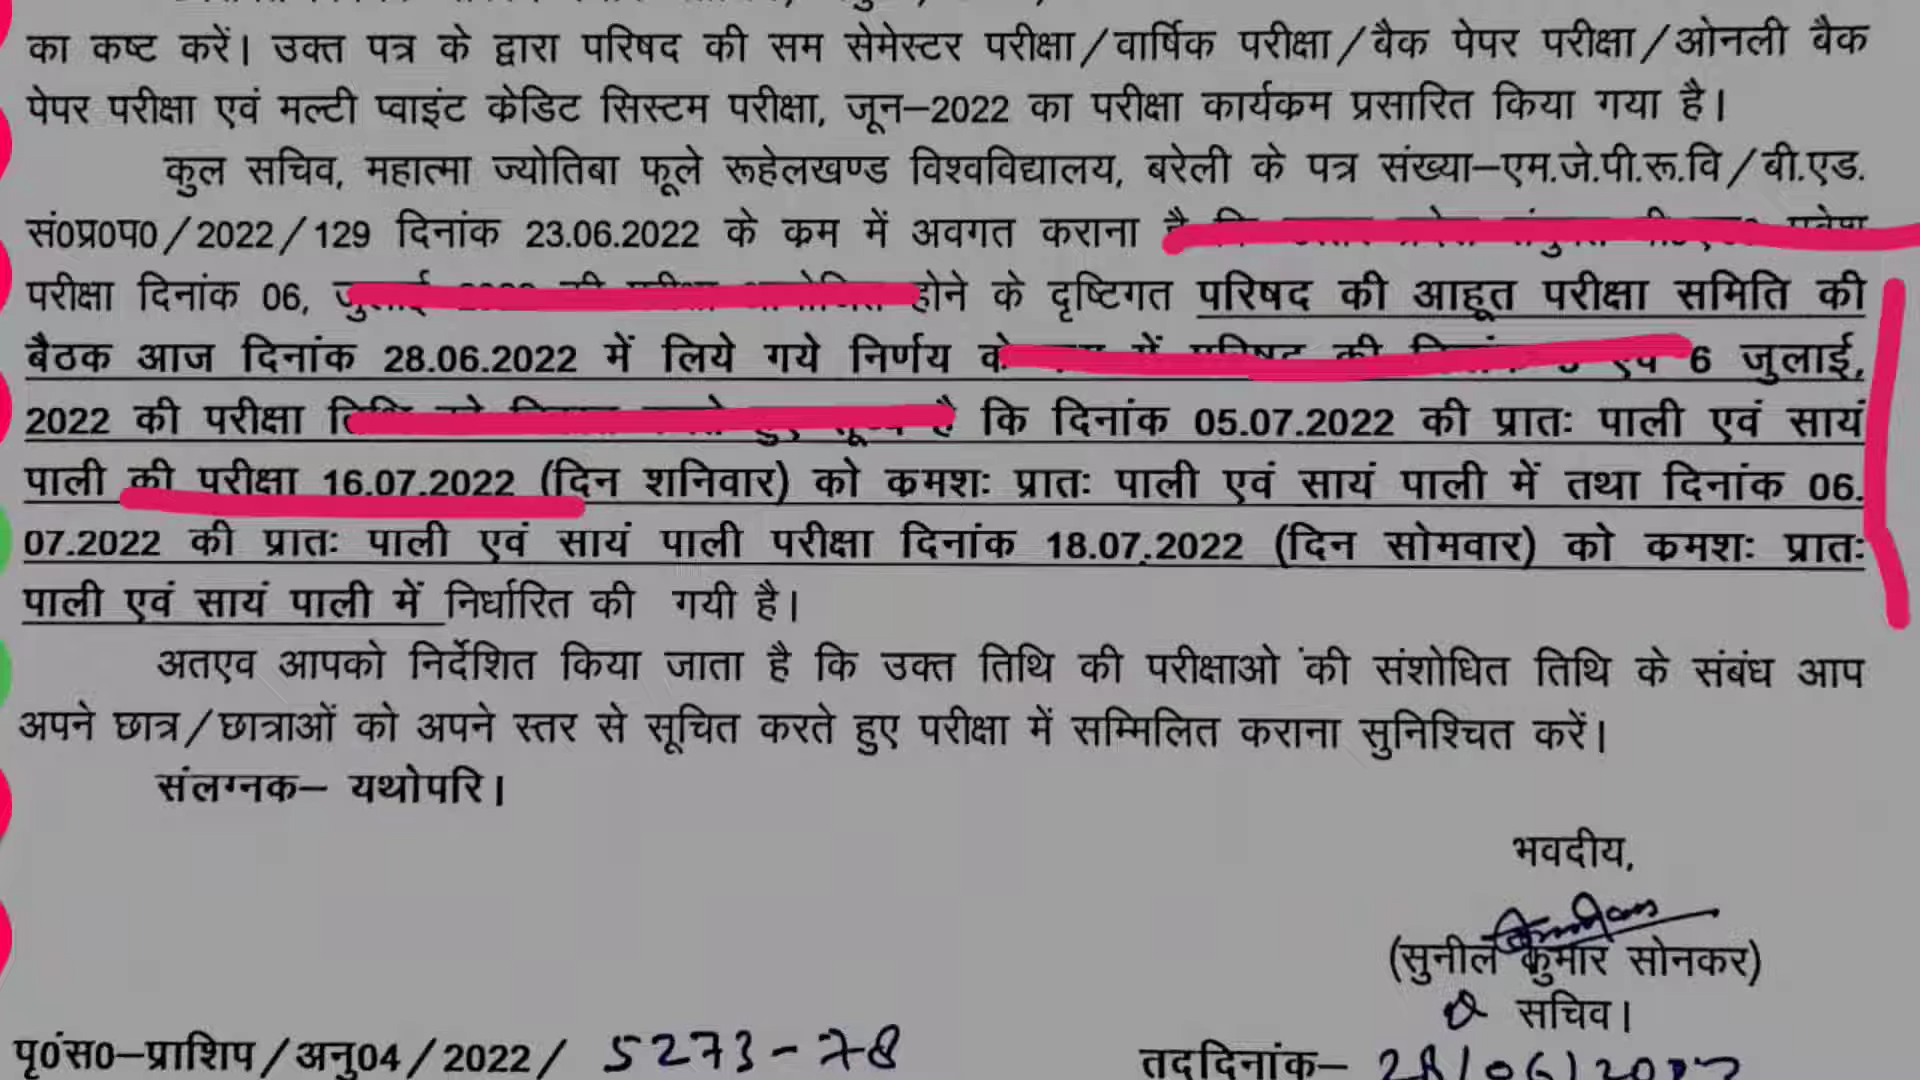 का कष्ट करें। उक्त पत्र के द्वारा परिषद की सम सेमेस्टर परीक्षा/वार्षिक परीक्षा/बैक पेपर परीक्षा/ओनली बैक
पेपर परीक्षा एवं मल्टी प्वाइंट क्रेडिट सिस्टम परीक्षा, जून–2022 का परीक्षा कार्यकम प्रसारित किया गया है।
कुल सचिव, महात्मा ज्योतिबा फूले रूहेलखण्ड विश्वविद्यालय, बरेली के पत्र संख्या–एम.जे.पी.रू.वि/बी.एड.
सं0प्र0प0/2022/129 दिनांक 23.06.2022 के कम में अवगत कराना है
परीक्षा दिनांक 06, जुलाई होने के दृष्टिगत परिषद की आहूत परीक्षा समिति की
बैठक आज दिनांक 28.06.2022 में लिये गये निर्णय के 6 जुलाई,
2022 की परीक्षा है कि दिनांक 05.07.2022 की प्रातः पाली एवं सायं
पाली की परीक्षा 16.07.2022 (दिन शनिवार) को कमशः प्रातः पाली एवं सायं पाली में तथा दिनांक 06.
07.2022 की प्रातः पाली एवं सायं पाली परीक्षा दिनांक 18.07.2022 (दिन सोमवार) को कमशः प्रातः
पाली एवं सायं पाली में निर्धारित की गयी है।
अतएव आपको निर्देशित किया जाता है कि उक्त तिथि की परीक्षाओ की संशोधित तिथि के संबंध आप
अपने छात्र/छात्राओं को अपने स्तर से सूचित करते हुए परीक्षा में सम्मिलित कराना सुनिश्चित करें।
संलग्नक– यथोपरि।
भवदीय,
(सुनील कुमार सोनकर)
सचिव।
पृ0ंस0–प्राशिप/अनु04/2022/ 5273-78
तददिनांक– 28/06/2022